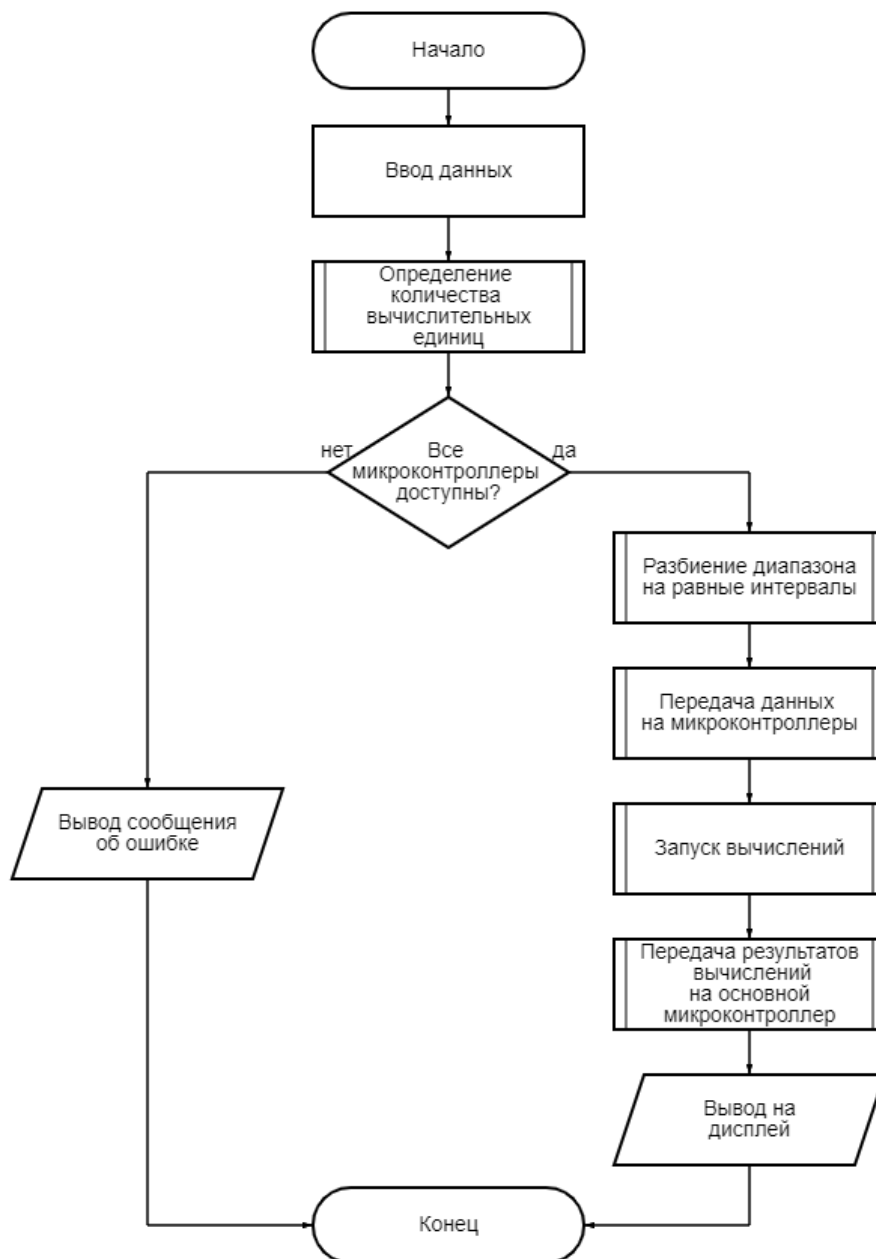 Начало
Ввод данных
Определение
количества
вычислительных
единиц
нет
Все
микроконтроллеры
доступны?
да
Разбиение диапазона
на равные интервалы
Передача данных
на микроконтроллеры
Вывод сообщения
об ошибке
Запуск вычислений
Передача результатов
вычислений
на основной
микроконтроллер
Вывод на
дисплей
Конец